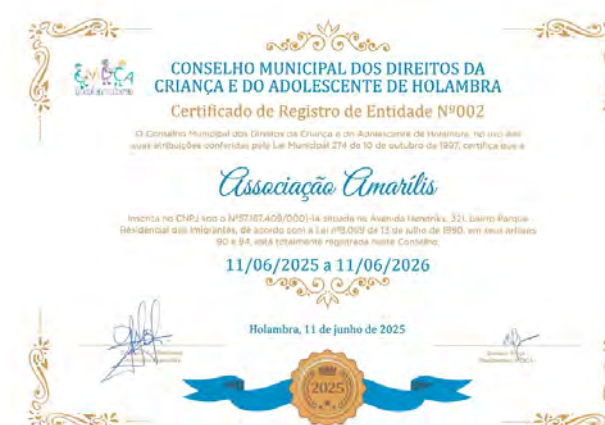 CONSELHO MUNICIPAL DOS DIREITOS DA
CRIANÇA E DO ADOLESCENTE DE HOLAMBRA
Certificado de Registro de Entidade Nº002
O Conselho Municipal dos Direitos da Criança e do Adolescente de Holambra, no uso das
suas atribuições conferidas pela Lei Municipal 274 de 10 de outubro de 1997, certifica que a
Associação Amarílis
Inscrita no CNPJ sob o Nº57.167.409/0001-14 situada na Avenida Hendriks, 321, bairro Parque
Residencial dos Imigrantes, de acordo com a Lei nº8.069 de 13 de julho de 1990, em seus artigos
90 e 94, está totalmente registrada neste Conselho.
11/06/2025 a 11/06/2026
Holambra, 11 de junho de 2025
2025